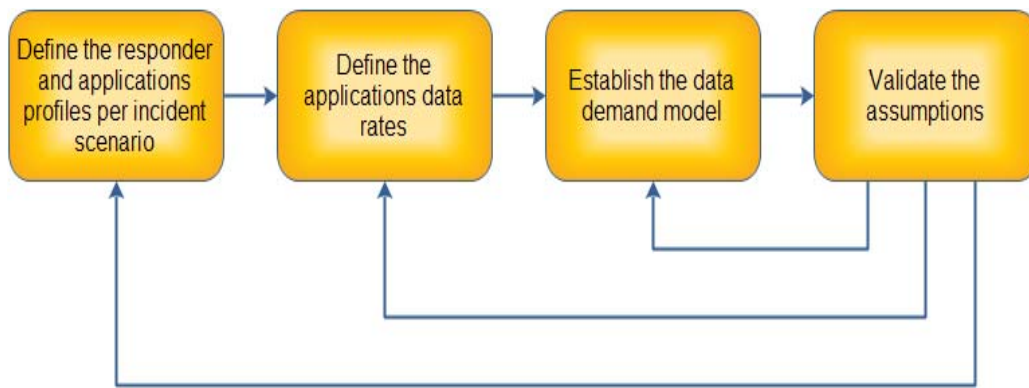 Define the responder
and applications
profiles per incident
scenario
Define the
applications data
rates
Establish the data
demand model
Validate the
assumptions